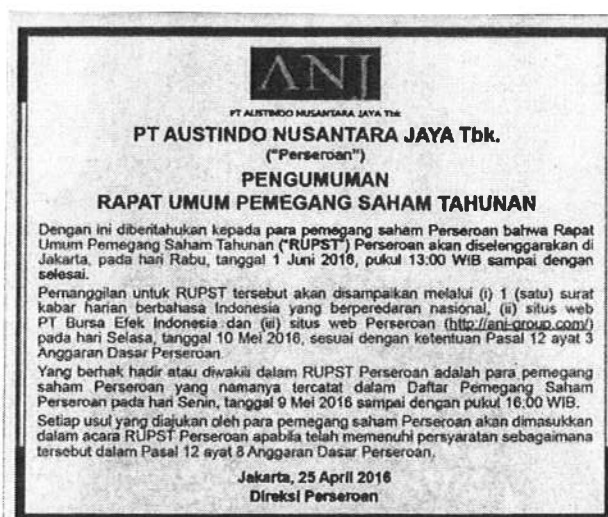 ANJ
PT AUSTINDO NUSANTARA JAYA Tbk
PT AUSTINDO NUSANTARA JAYA Tbk.
("Perseroan")
PENGUMUMAN
RAPAT UMUM PEMEGANG SAHAM TAHUNAN
Dengan ini diberitahukan kepada para pemegang saham Perseroan bahwa Rapat
Umum Pemegang Saham Tahunan ("RUPST") Perseroan akan diselenggarakan di
Jakarta, pada hari Rabu, tanggal 1 Juni 2016, pukul 13:00 WIB sampai dengan
selesai.
Pemanggilan untuk RUPST tersebut akan disampaikan melalui (i) 1 (satu) surat
kabar harian berbahasa Indonesia yang berperedaran nasional, (ii) situs web
PT Bursa Efek Indonesia dan (iii) situs web Perseroan (http://anj-group.com/)
pada hari Selasa, tanggal 10 Mei 2016, sesuai dengan ketentuan Pasal 12 ayat 3
Anggaran Dasar Perseroan.
Yang berhak hadir atau diwakili dalam RUPST Perseroan adalah para pemegang
saham Perseroan yang namanya tercatat dalam Daftar Pemegang Saham
Perseroan pada hari Senin, tanggal 9 Mei 2016 sampai dengan pukul 16:00 WIB.
Setiap usul yang diajukan oleh para pemegang saham Perseroan akan dimasukkan
dalam acara RUPST Perseroan apabila telah memenuhi persyaratan sebagaimana
tersebut dalam Pasal 12 ayat 8 Anggaran Dasar Perseroan.
Jakarta, 25 April 2016
Direksi Perseroan